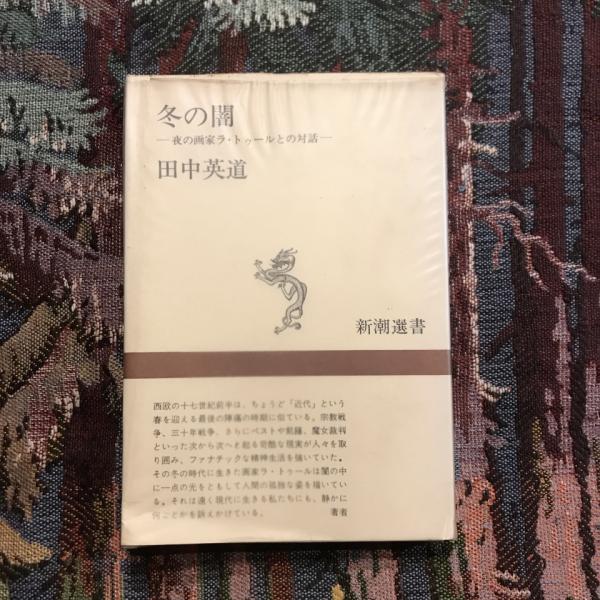 冬の闇
―夜の画家ラ・トゥールとの対話―
田中英道
新潮選書
西欧の十七世紀前半は、ちょうど「近代」という
春を迎える最後の陣痛の時期に似ている。宗教戦
争、三十年戦争、さらにペストや飢饉、魔女裁判
といった次から次へと起る苛酷な現実が人々を取
り囲み、ファナチックな精神生活を強いていた。
その冬の時代に生きた画家ラ・トゥールは闇の中
に一点の光をともして人間の孤独な姿を描いてい
る。それは遠く現代に生きる私たちにも、静かに
何ごとかを訴えかけている。 著者